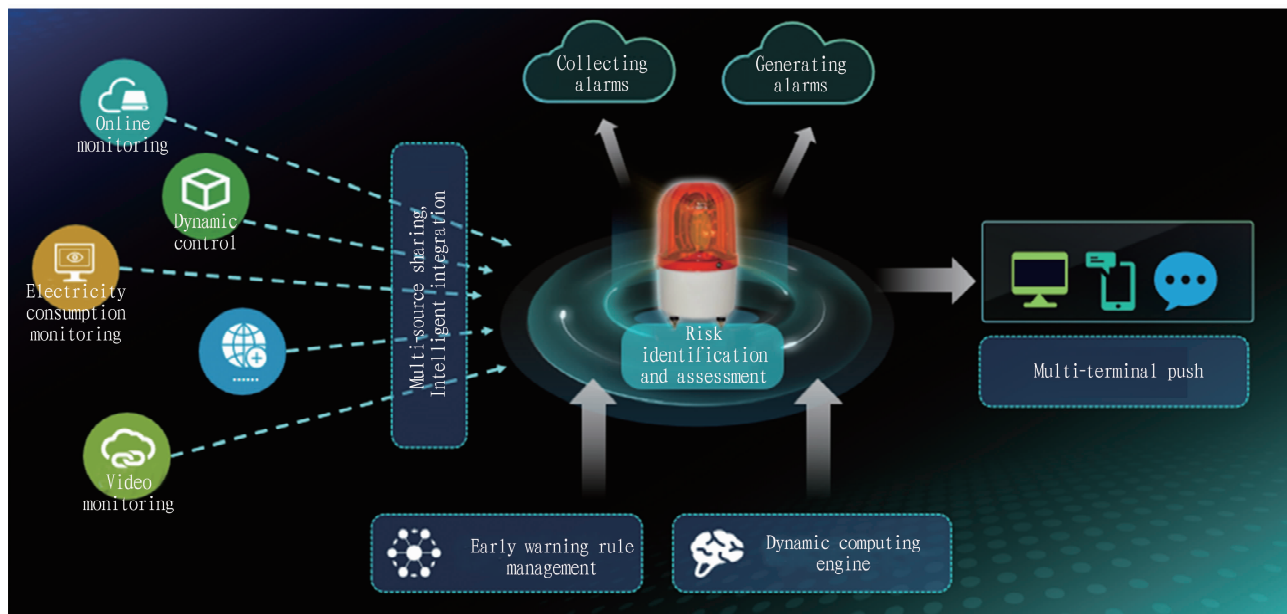 Collecting
alarms
Generating
alarms
Online
monitoring
Dynamic
control
Electricity
consumption
monitoring
......
Video
monitoring
Multi-source sharing,
Intelligent integration
Risk
identification
and assessment
Multi-terminal push
Early warning rule
management
Dynamic computing
engine